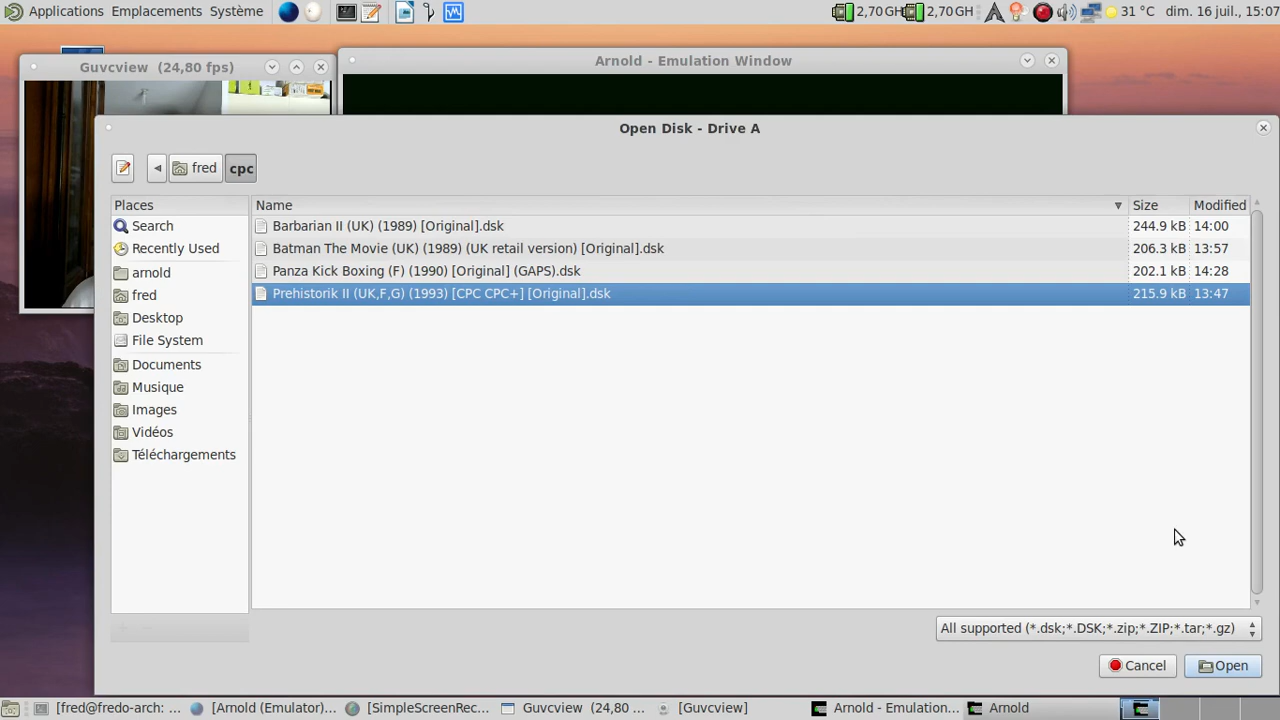 Applications Emplacements Système 2,70 GH 2,70 GH 31 °C dim. 16 juil., 15:07
Guvcview (24,80 fps)
Arnold - Emulation Window
Open Disk - Drive A
fred cpc
Places
Name Size Modified
Search
Recently Used
arnold
fred
Desktop
File System
Documents
Musique
Images
Vidéos
Téléchargements
Barbarian II (UK) (1989) [Original].dsk 244.9 kB 14:00
Batman The Movie (UK) (1989) (UK retail version) [Original].dsk 206.3 kB 13:57
Panza Kick Boxing (F) (1990) [Original] (GAPS).dsk 202.1 kB 14:28
Prehistorik II (UK,F,G) (1993) [CPC CPC+] [Original].dsk 215.9 kB 13:47
All supported (*.dsk;*.DSK;*.zip;*.ZIP;*.tar;*.gz)
Cancel Open
[fred@fredo-arch: ... [Arnold (Emulator)... [SimpleScreenRec... Guvcview (24,80 ... [Guvcview] Arnold - Emulation... Arnold